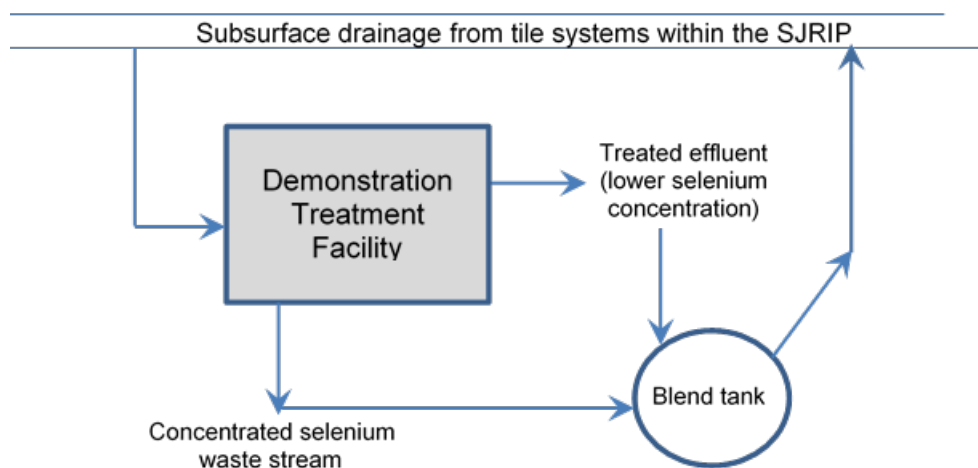 Subsurface drainage from tile systems within the SJRIP
Demonstration
Treatment
Facility
Treated effluent
(lower selenium
concentration)
Blend tank
Concentrated selenium
waste stream